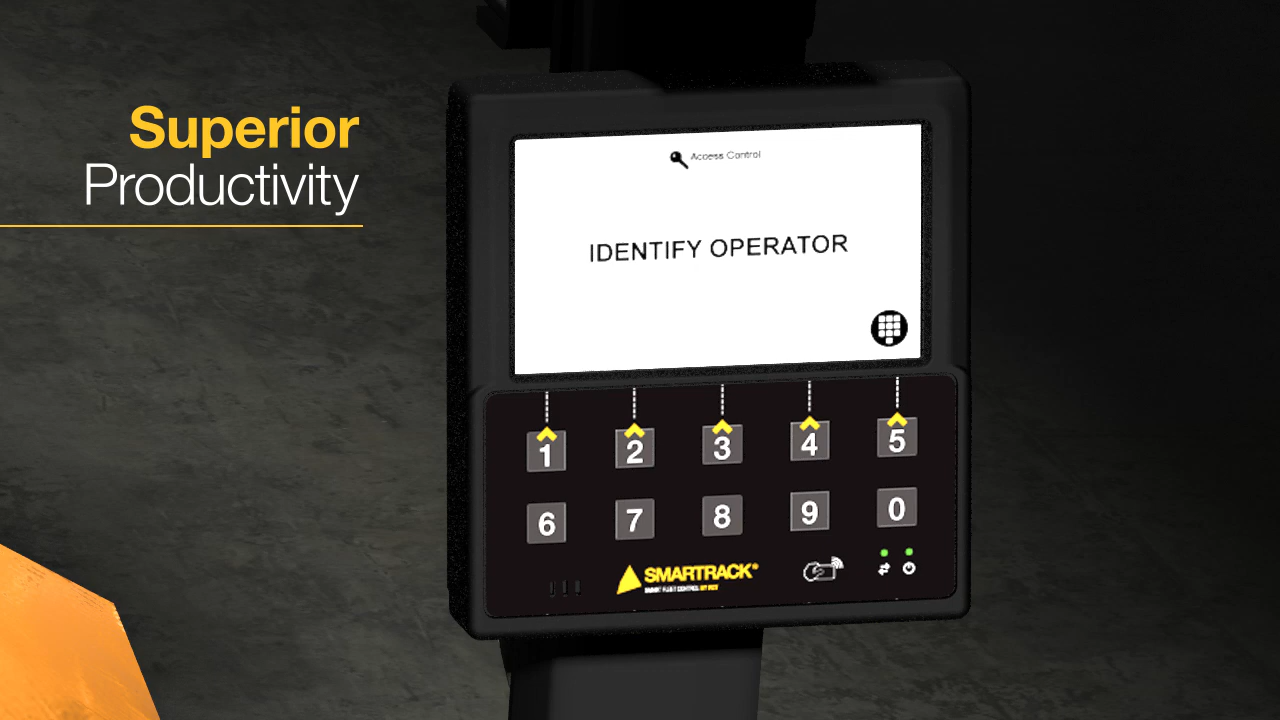 Superior
Productivity
Access Control
IDENTIFY OPERATOR
1 2 3 4 5
6 7 8 9 0
SMARTRACK®